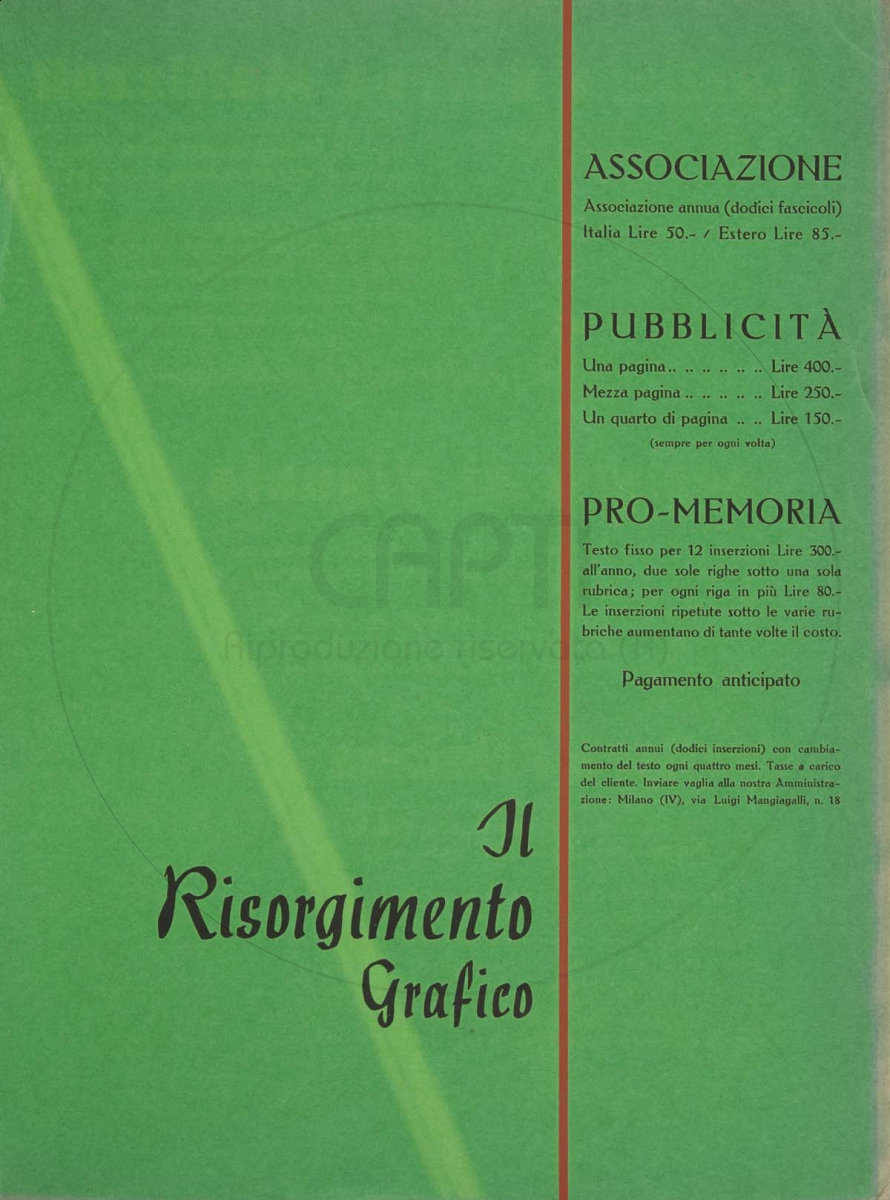 ASSOCIAZIONE
Associazione annua (dodici fascicoli)
Italia Lire 50.- / Estero Lire 85.-
PUBBLICITÀ
Una pagina.. .. .. .. .. .. Lire 400.-
Mezza pagina .. .. .. .. .. Lire 250.-
Un quarto di pagina .. .. Lire 150.-
(sempre per ogni volta)
PRO-MEMORIA
Testo fisso per 12 inserzioni Lire 300.-
all'anno, due sole righe sotto una sola
rubrica; per ogni riga in più Lire 80.-
Le inserzioni ripetute sotto le varie ru-
briche aumentano di tante volte il costo.
Pagamento anticipato
Contratti annui (dodici inserzioni) con cambia-
mento del testo ogni quattro mesi. Tasse a carico
del cliente. Inviare vaglia alla nostra Amministra-
zione: Milano (IV), via Luigi Mangiagalli, n. 18
Il
Risorgimento
Grafico
CAPT
Riproduzione riservata (R)